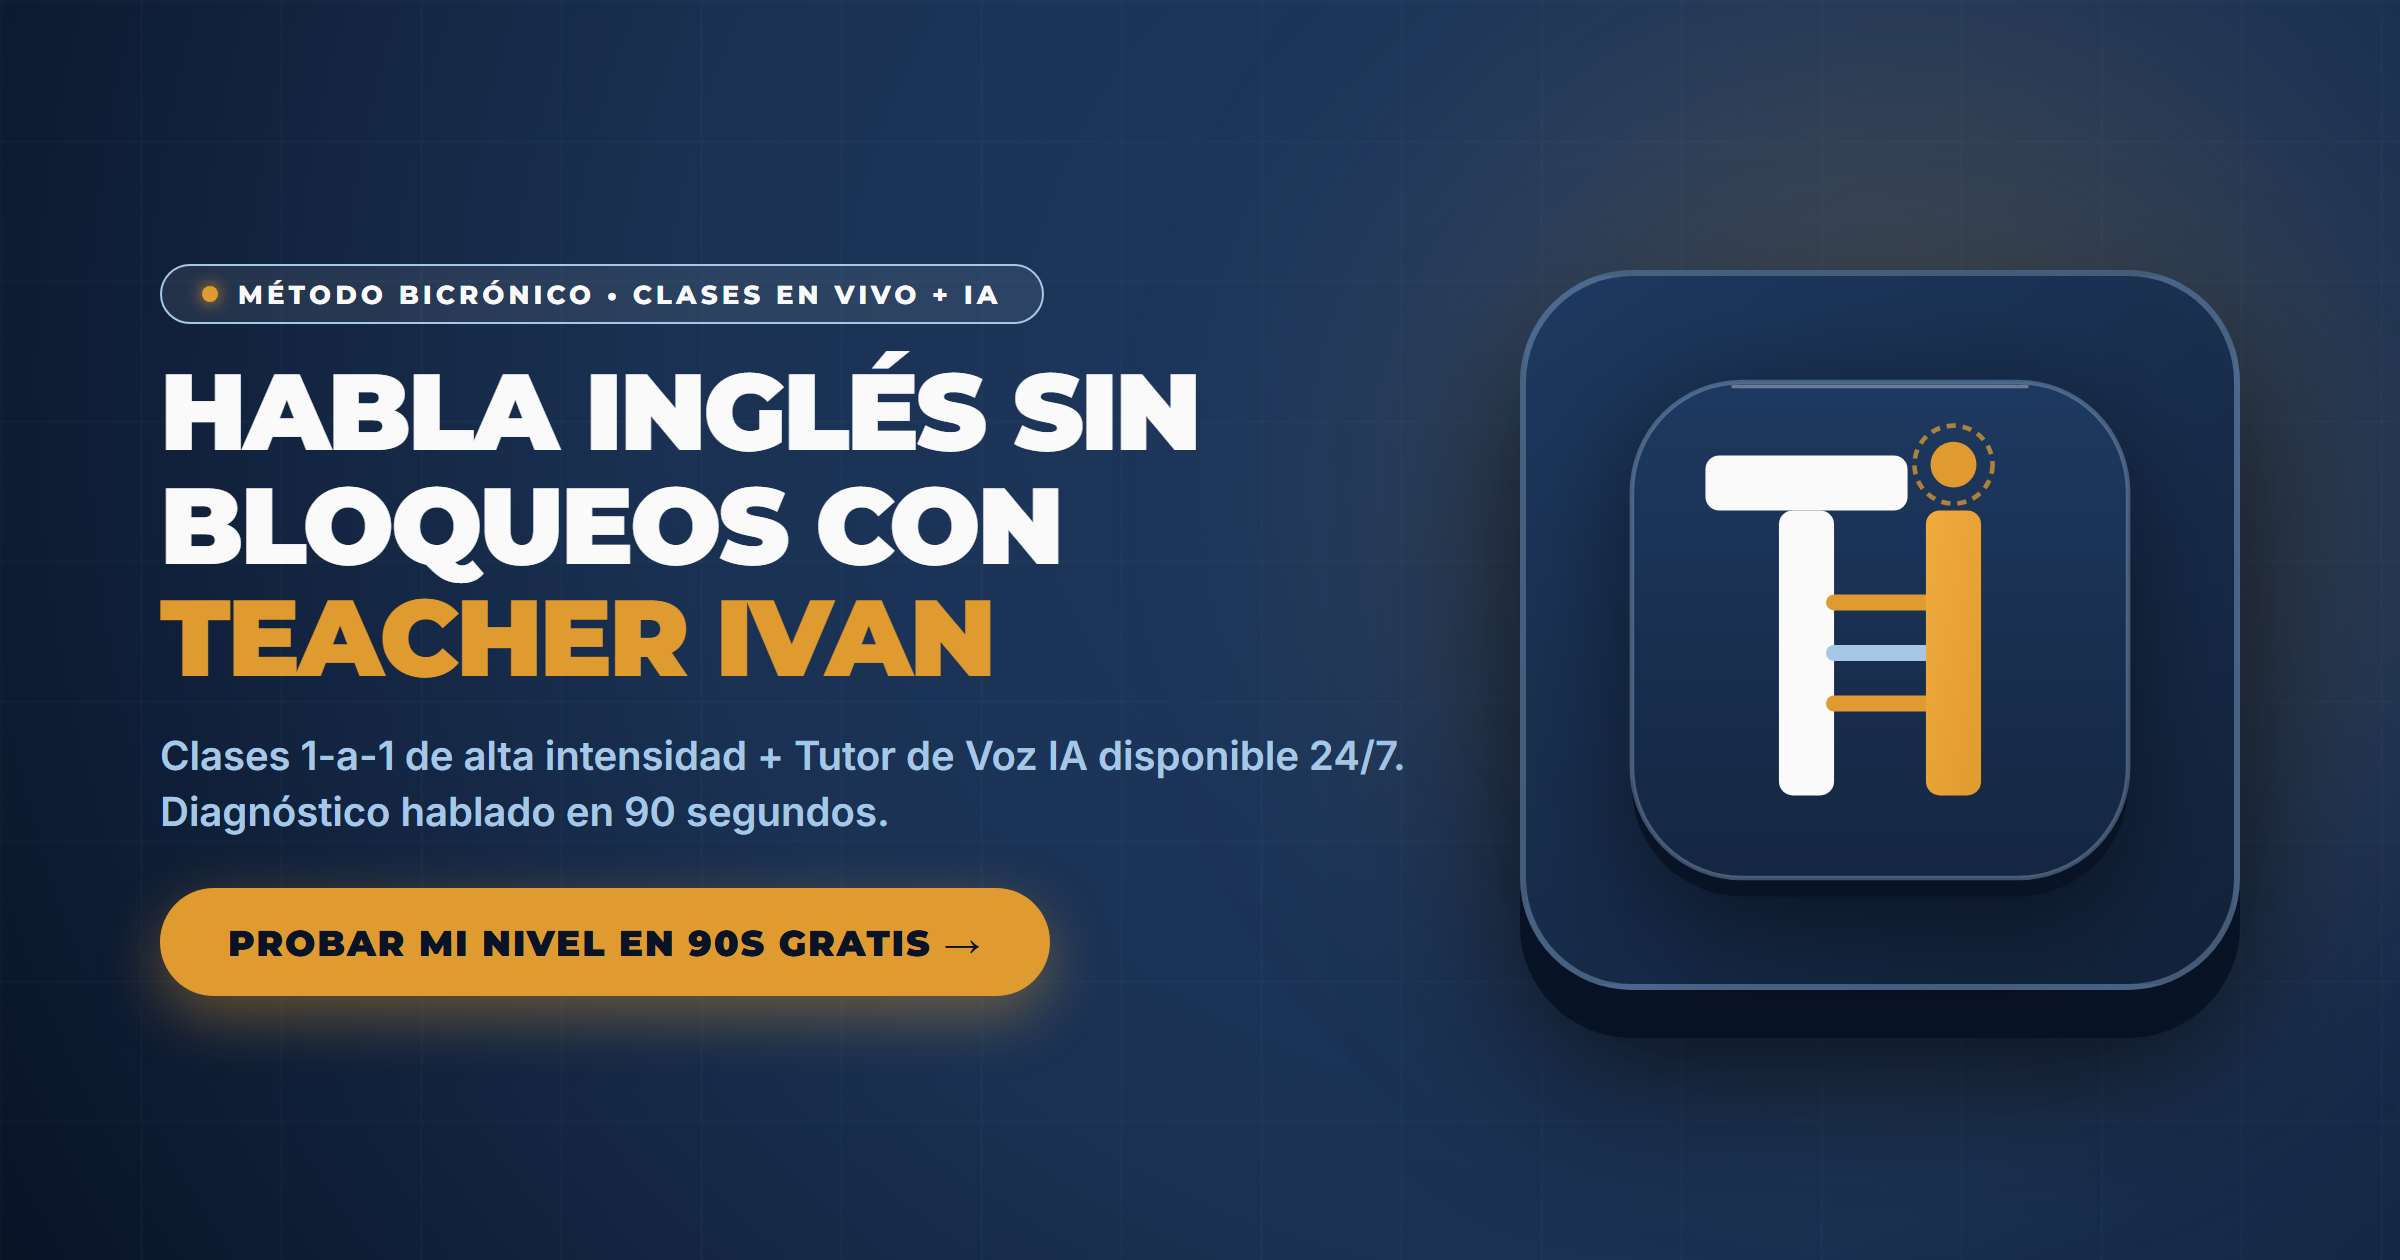 MÉTODO BICRÓNICO • CLASES EN VIVO + IA
HABLA INGLÉS SIN
BLOQUEOS CON
TEACHER IVAN
Clases 1-a-1 de alta intensidad + Tutor de Voz IA disponible 24/7.
Diagnóstico hablado en 90 segundos.
PROBAR MI NIVEL EN 90S GRATIS →
Ti